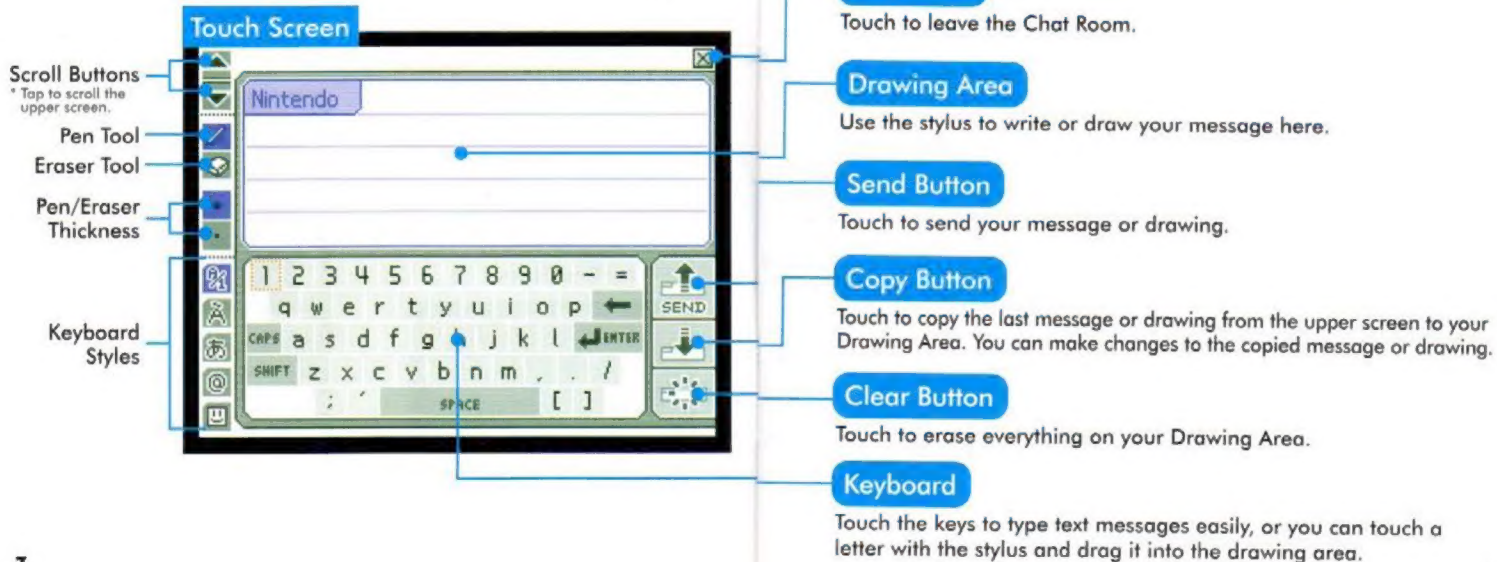 Touch Screen
Scroll Buttons
* Tap to scroll the
upper screen.
Pen Tool
Eraser Tool
Pen/Eraser
Thickness
Keyboard
Styles
Nintendo
1 2 3 4 5 6 7 8 9 0 - =
q w e r t y u i o p
CAPS a s d f g h j k l ENTER
SHIFT z x c v b n m , . /
; ´ SPACE [ ]
あ
@
SEND
Touch to leave the Chat Room.
Drawing Area
Use the stylus to write or draw your message here.
Send Button
Touch to send your message or drawing.
Copy Button
Touch to copy the last message or drawing from the upper screen to your
Drawing Area. You can make changes to the copied message or drawing.
Clear Button
Touch to erase everything on your Drawing Area.
Keyboard
Touch the keys to type text messages easily, or you can touch a
letter with the stylus and drag it into the drawing area.